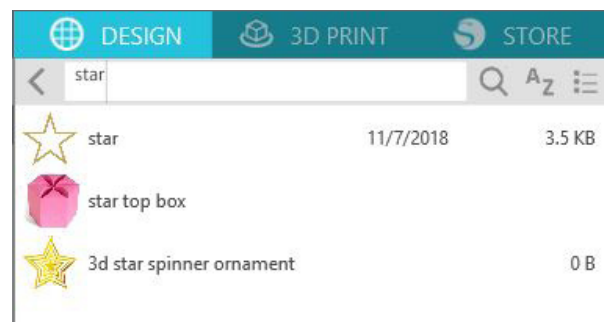 DESIGN 3D PRINT STORE
star
AZ
star 11/7/2018 3.5 KB
star top box
3d star spinner ornament 0 B